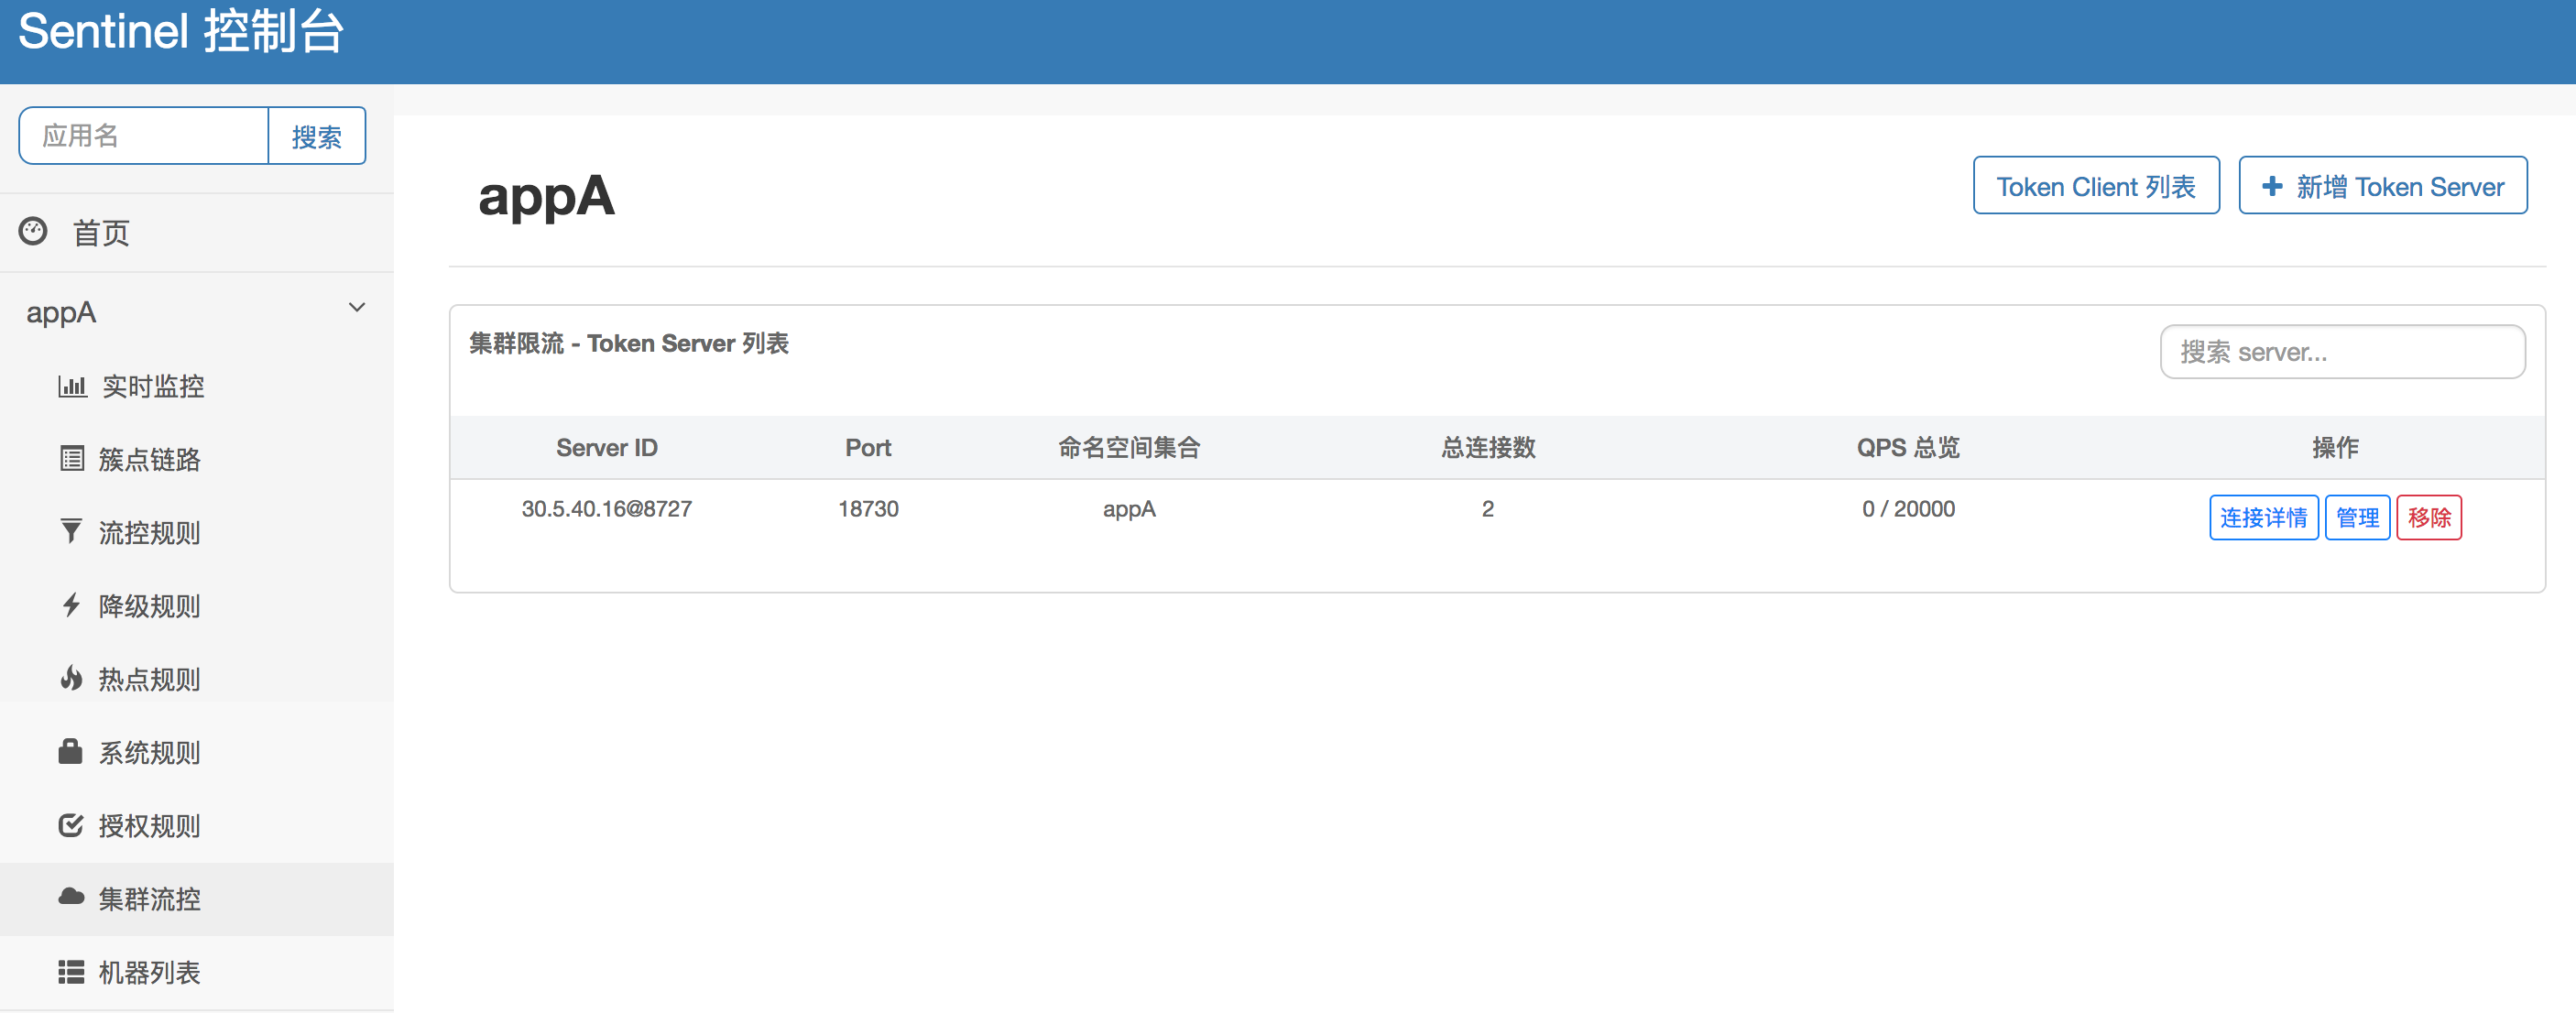 Sentinel 控制台
应用名 搜索
首页
appA
实时监控
簇点链路
流控规则
降级规则
热点规则
系统规则
授权规则
集群流控
机器列表
appA
Token Client 列表 新增 Token Server
集群限流 - Token Server 列表
搜索 server...
Server ID Port 命名空间集合 总连接数 QPS 总览 操作
30.5.40.16@8727 18730 appA 2 0 / 20000 连接详情 管理 移除